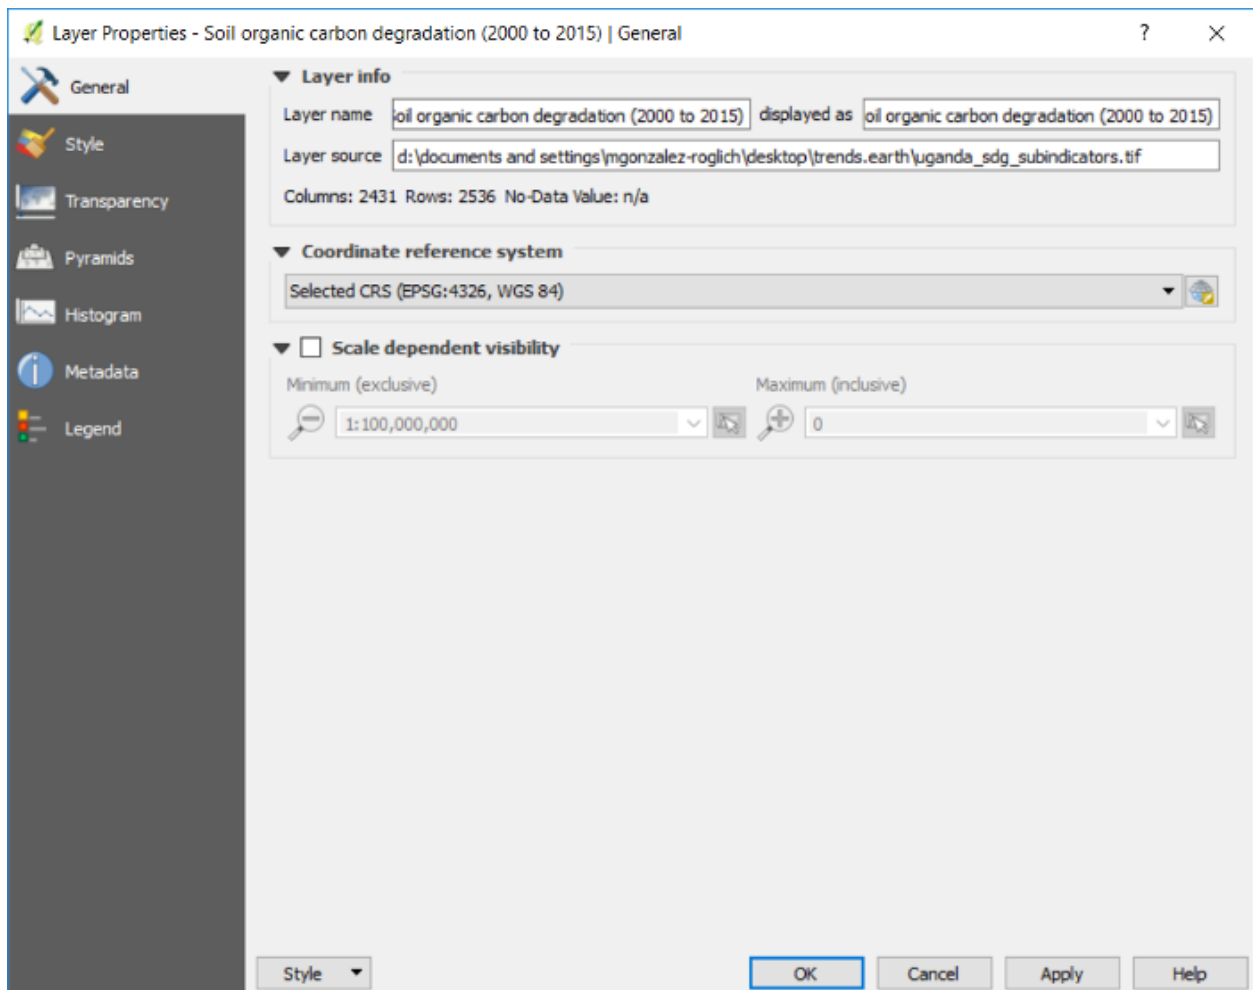 Layer Properties - Soil organic carbon degradation (2000 to 2015) | General ?
General
Style
Transparency
Pyramids
Histogram
Metadata
Legend
Layer info
Layer name oil organic carbon degradation (2000 to 2015) displayed as oil organic carbon degradation (2000 to 2015)
Layer source d:\documents and settings\mgonzalez-roglich\desktop\trends.earth\uganda_sdg_subindicators.tif
Columns: 2431 Rows: 2536 No-Data Value: n/a
Coordinate reference system
Selected CRS (EPSG:4326, WGS 84)
Scale dependent visibility
Minimum (exclusive) Maximum (inclusive)
1:100,000,000 0
Style OK Cancel Apply Help